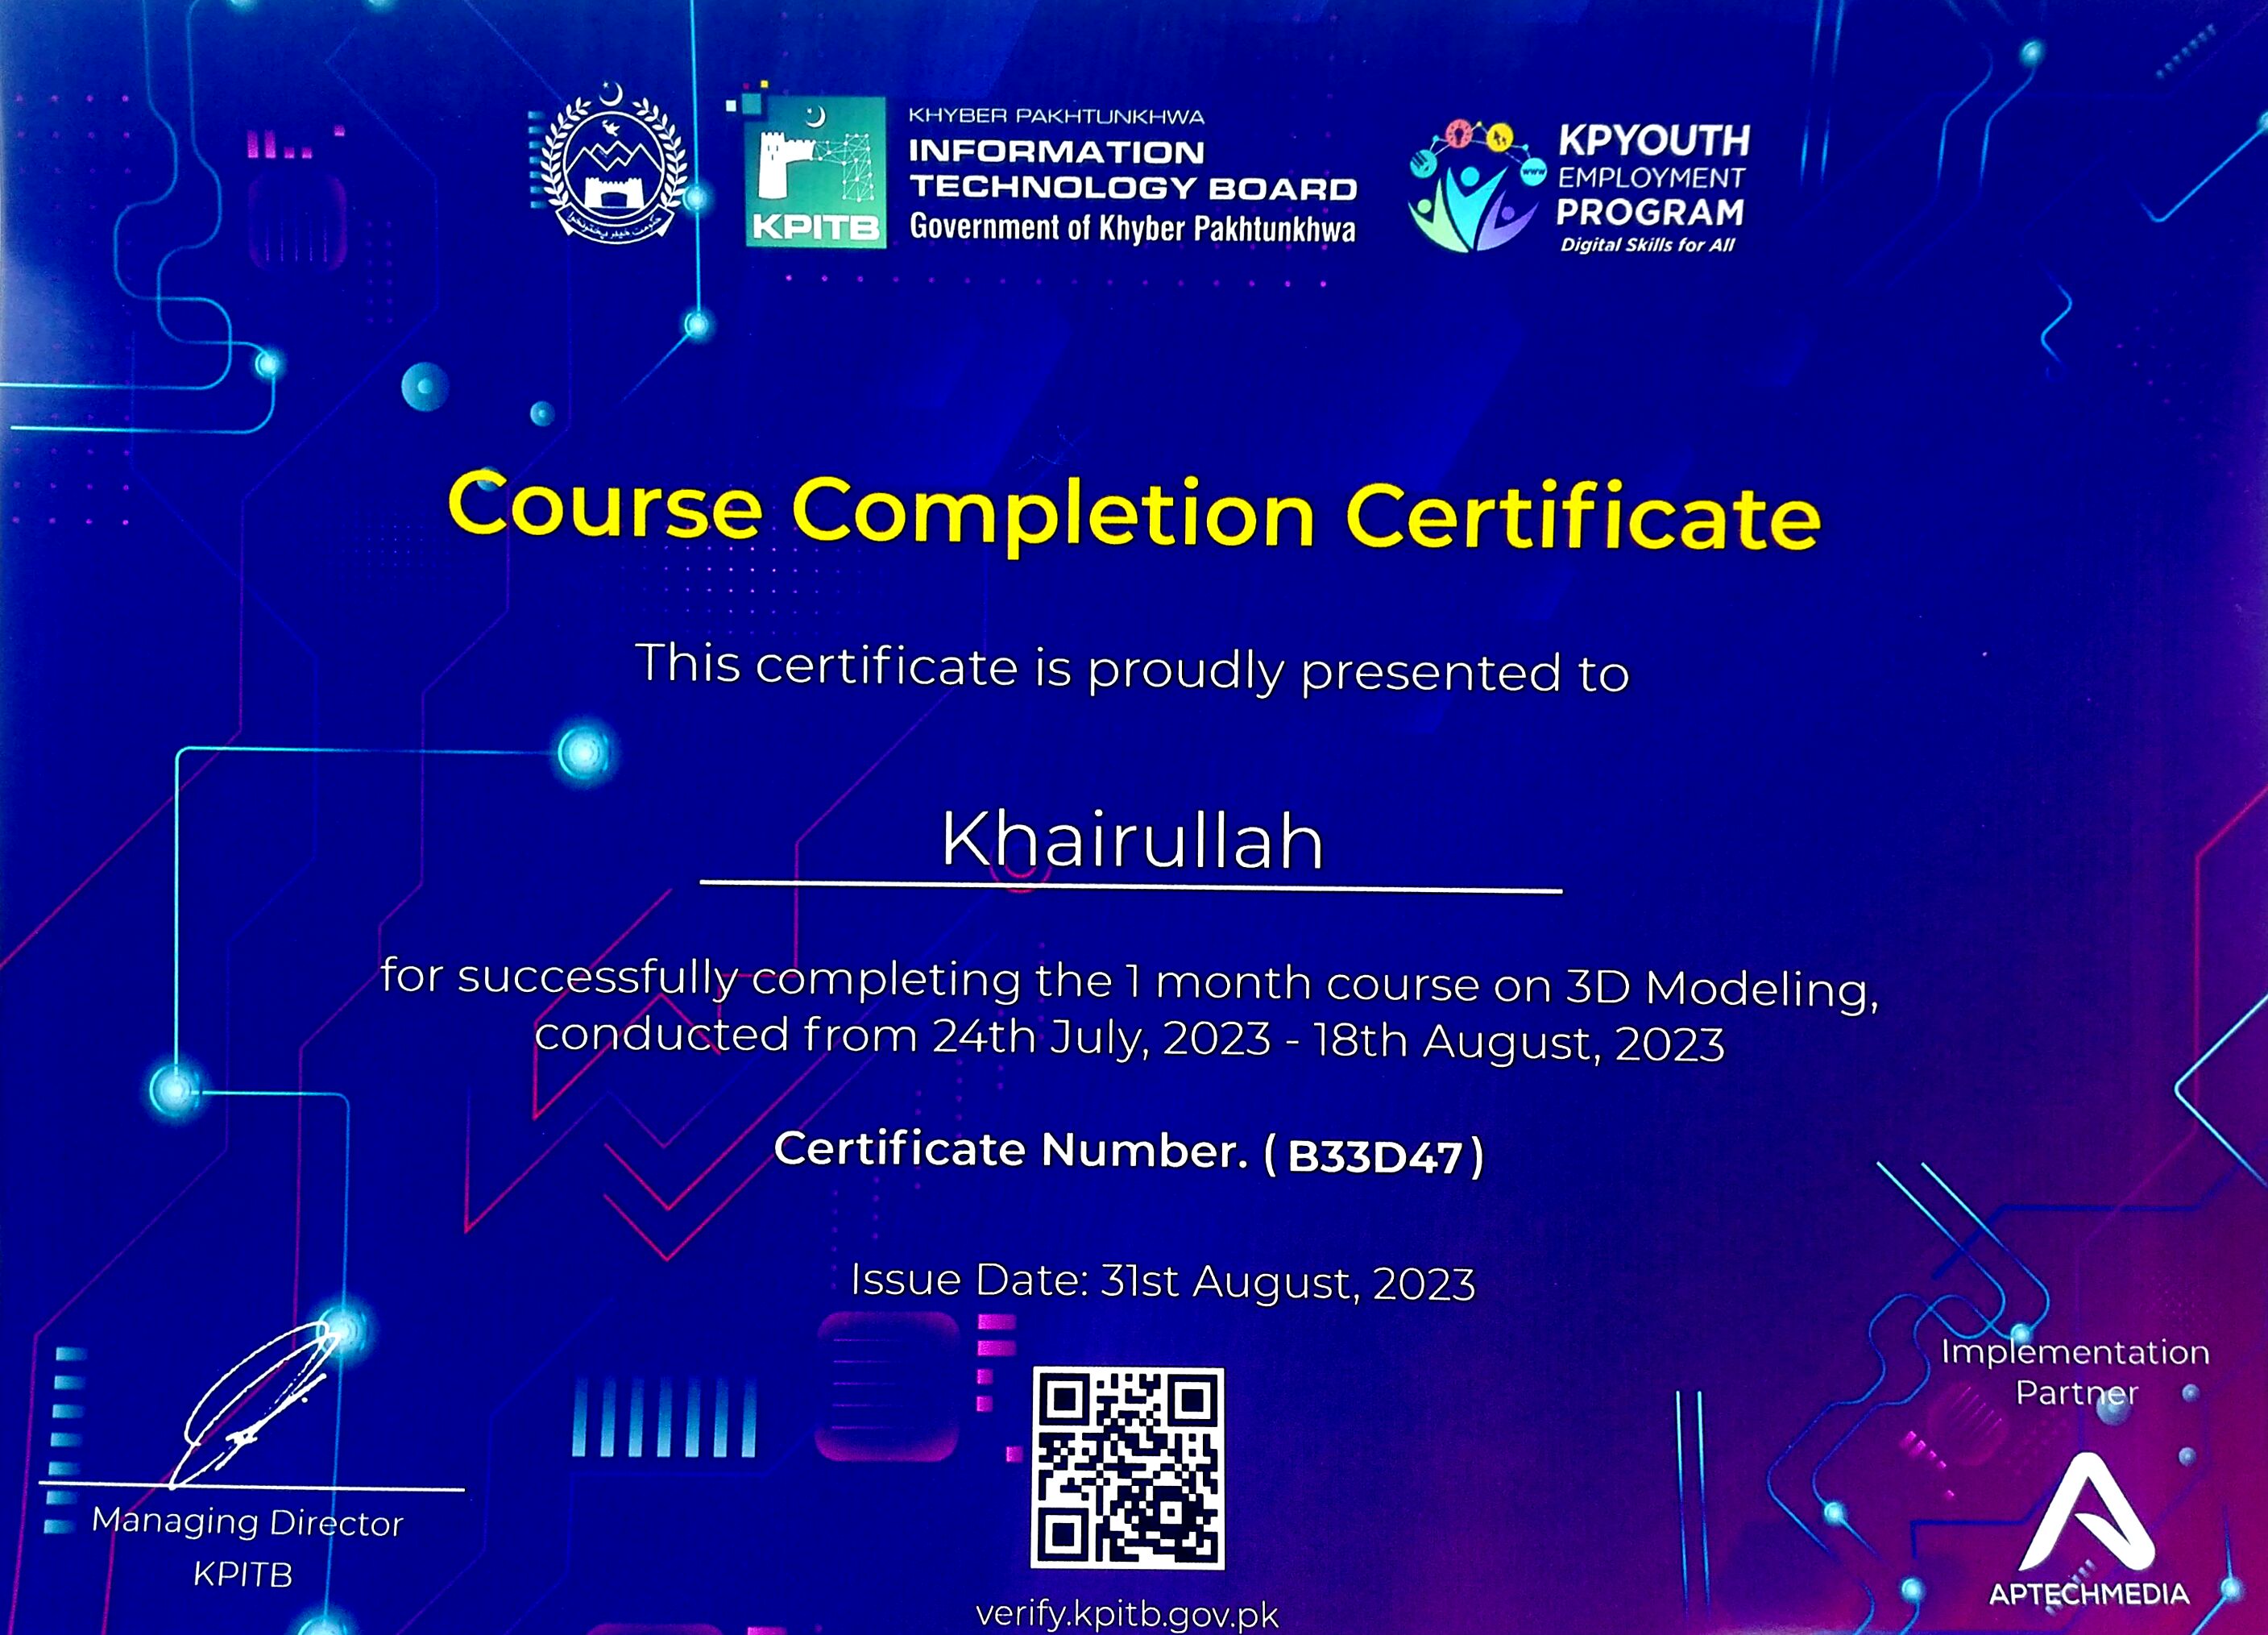 حکومت خیبر پختونخوا
KPITB
KHYBER PAKHTUNKHWA
INFORMATION
TECHNOLOGY BOARD
Government of Khyber Pakhtunkhwa
www
KPYOUTH
EMPLOYMENT
PROGRAM
Digital Skills for All
Course Completion Certificate
This certificate is proudly presented to
Khairullah
for successfully completing the 1 month course on 3D Modeling,
conducted from 24th July, 2023 - 18th August, 2023
Certificate Number. ( B33D47 )
Issue Date: 31st August, 2023
Managing Director
KPITB
verify.kpitb.gov.pk
Implementation
Partner
APTECHMEDIA